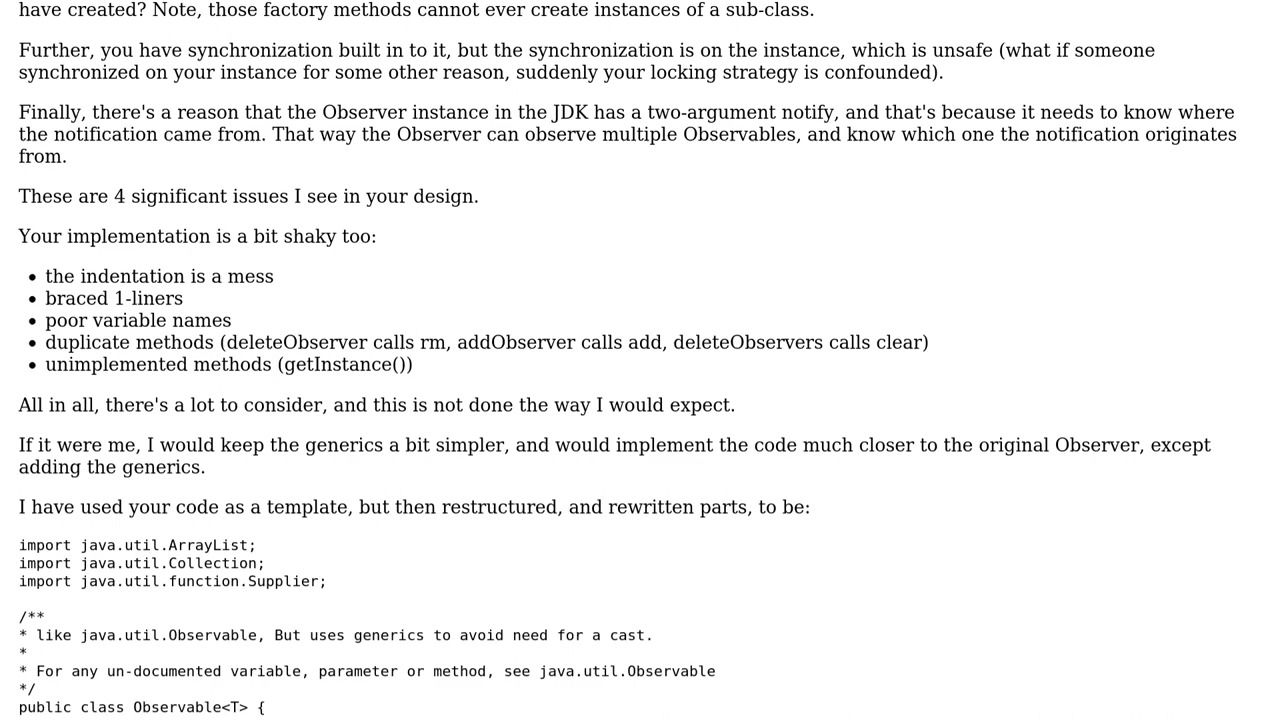 have created? Note, those factory methods cannot ever create instances of a sub-class.
Further, you have synchronization built in to it, but the synchronization is on the instance, which is unsafe (what if someone
synchronized on your instance for some other reason, suddenly your locking strategy is confounded).
Finally, there's a reason that the Observer instance in the JDK has a two-argument notify, and that's because it needs to know where
the notification came from. That way the Observer can observe multiple Observables, and know which one the notification originates
from.
These are 4 significant issues I see in your design.
Your implementation is a bit shaky too:
• the indentation is a mess
• braced 1-liners
• poor variable names
• duplicate methods (deleteObserver calls rm, addObserver calls add, deleteObservers calls clear)
• unimplemented methods (getInstance())
All in all, there's a lot to consider, and this is not done the way I would expect.
If it were me, I would keep the generics a bit simpler, and would implement the code much closer to the original Observer, except
adding the generics.
I have used your code as a template, but then restructured, and rewritten parts, to be:
import java.util.ArrayList;
import java.util.Collection;
import java.util.function.Supplier;
/**
* like java.util.Observable, But uses generics to avoid need for a cast.
*
* For any un-documented variable, parameter or method, see java.util.Observable
*/
public class Observable<T> {